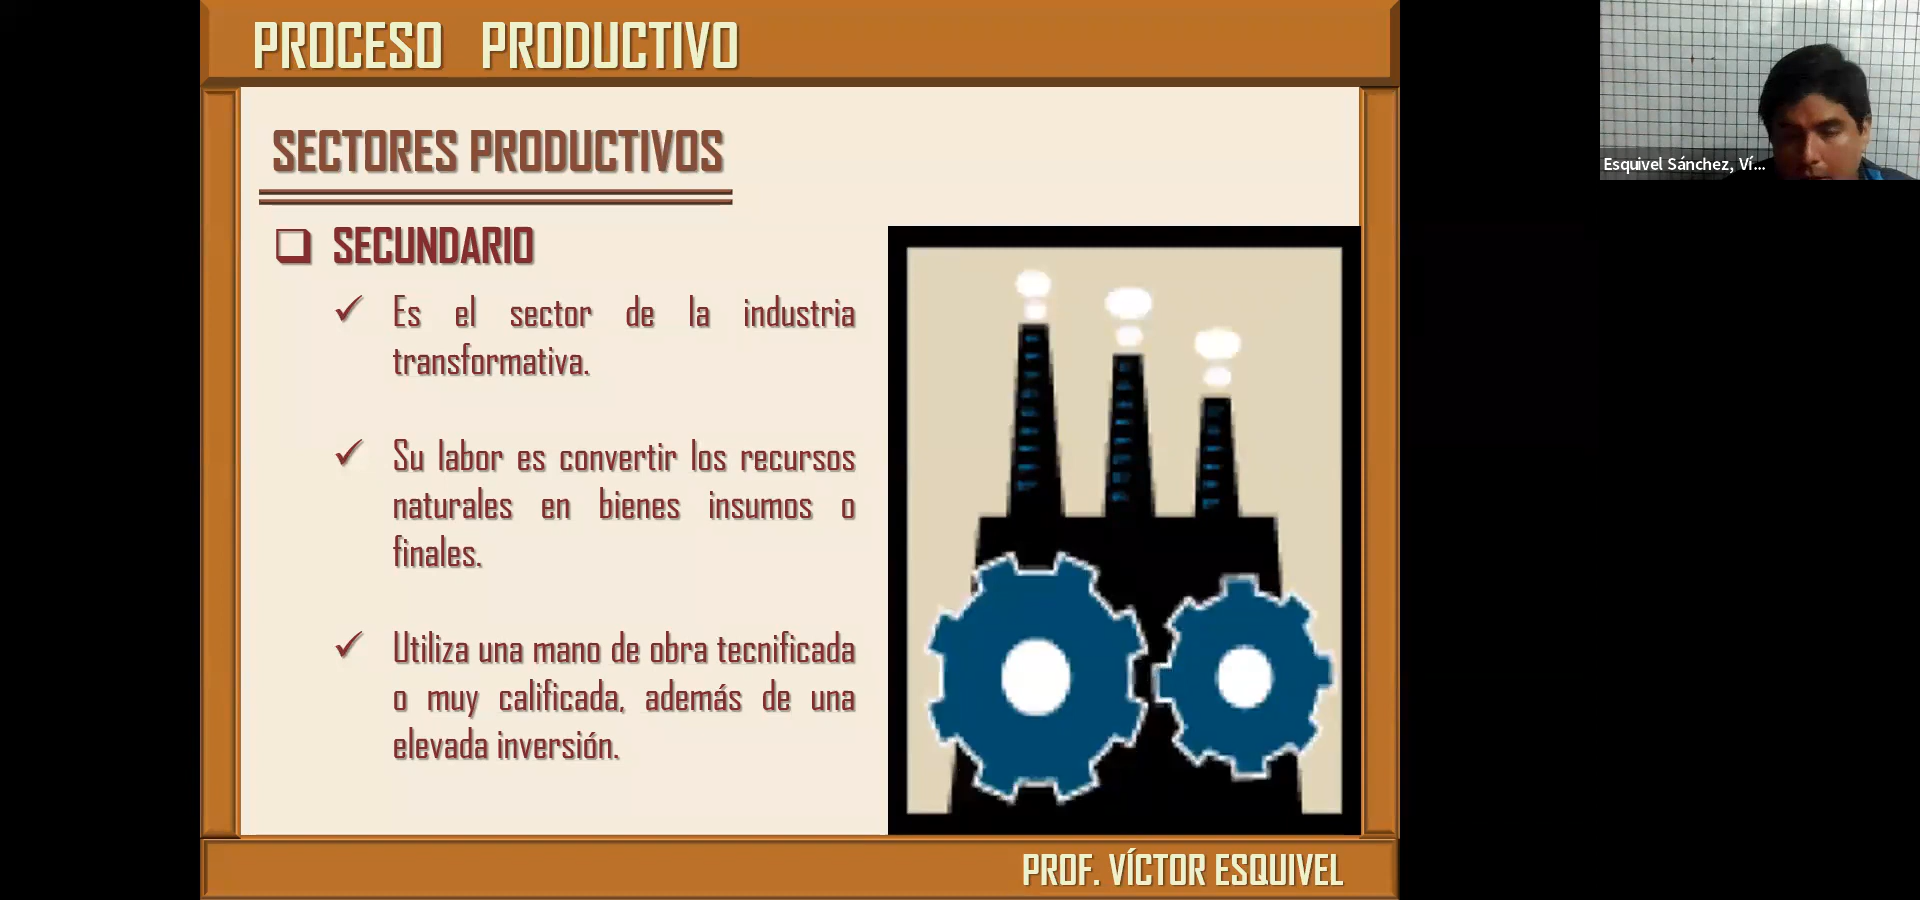 PROCESO PRODUCTIVO
SECTORES PRODUCTIVOS
SECUNDARIO
Es el sector de la industria
transformativa.
Su labor es convertir los recursos
naturales en bienes insumos o
finales.
Utiliza una mano de obra tecnificada
o muy calificada, además de una
elevada inversión.
PROF. VÍCTOR ESQUIVEL
Esquivel Sánchez, Ví...